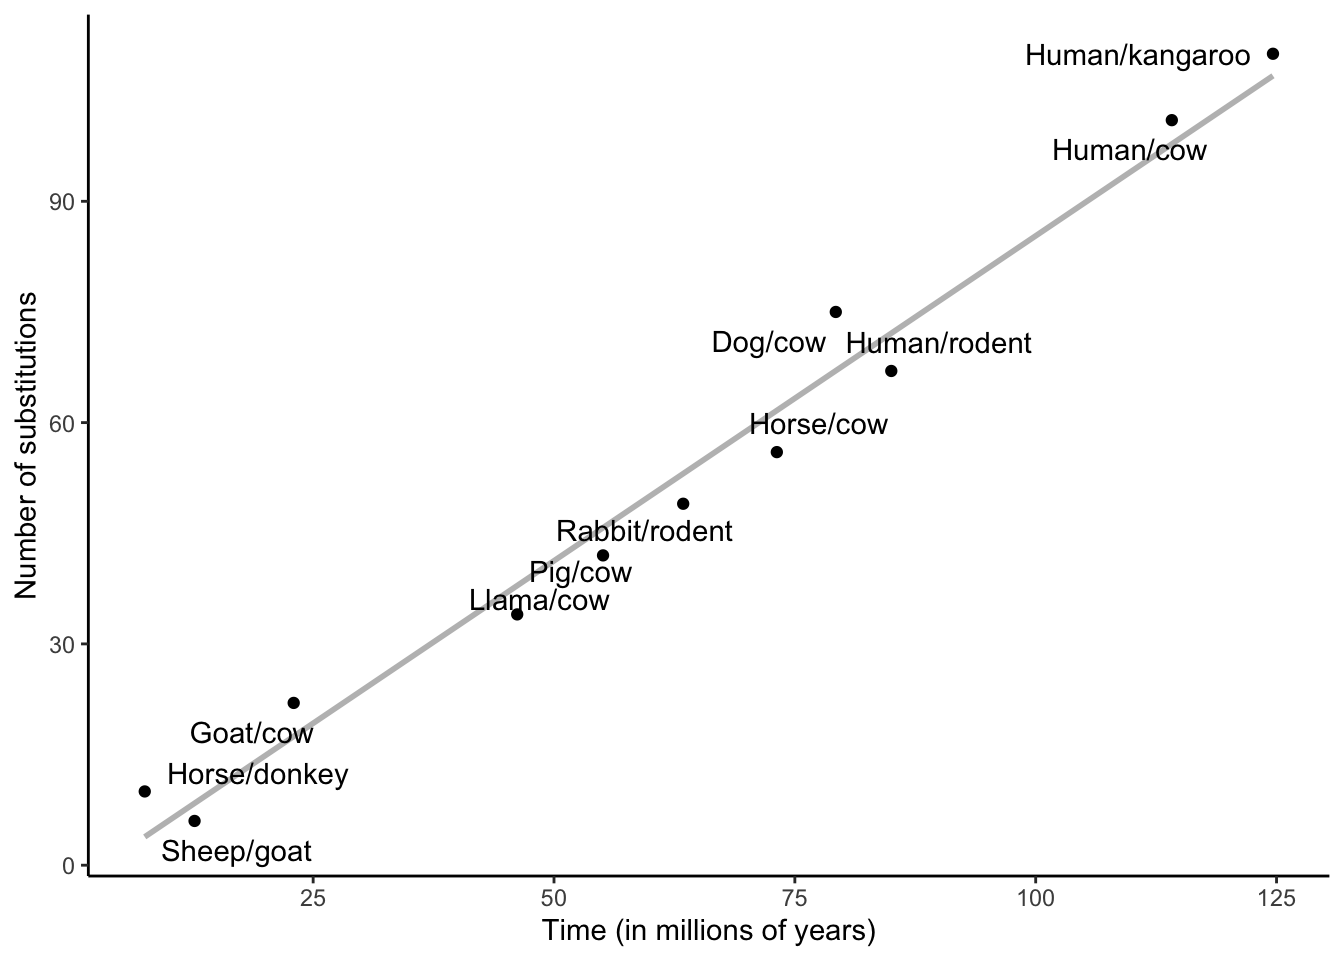 Human/kangaroo
Human/cow
90
Dog/cow
Human/rodent
60
Horse/cow
Rabbit/rodent
Pig/cow
Llama/cow
30
Goat/cow
Horse/donkey
Sheep/goat
0
25 50 75 100 125
Time (in millions of years)
Number of substitutions